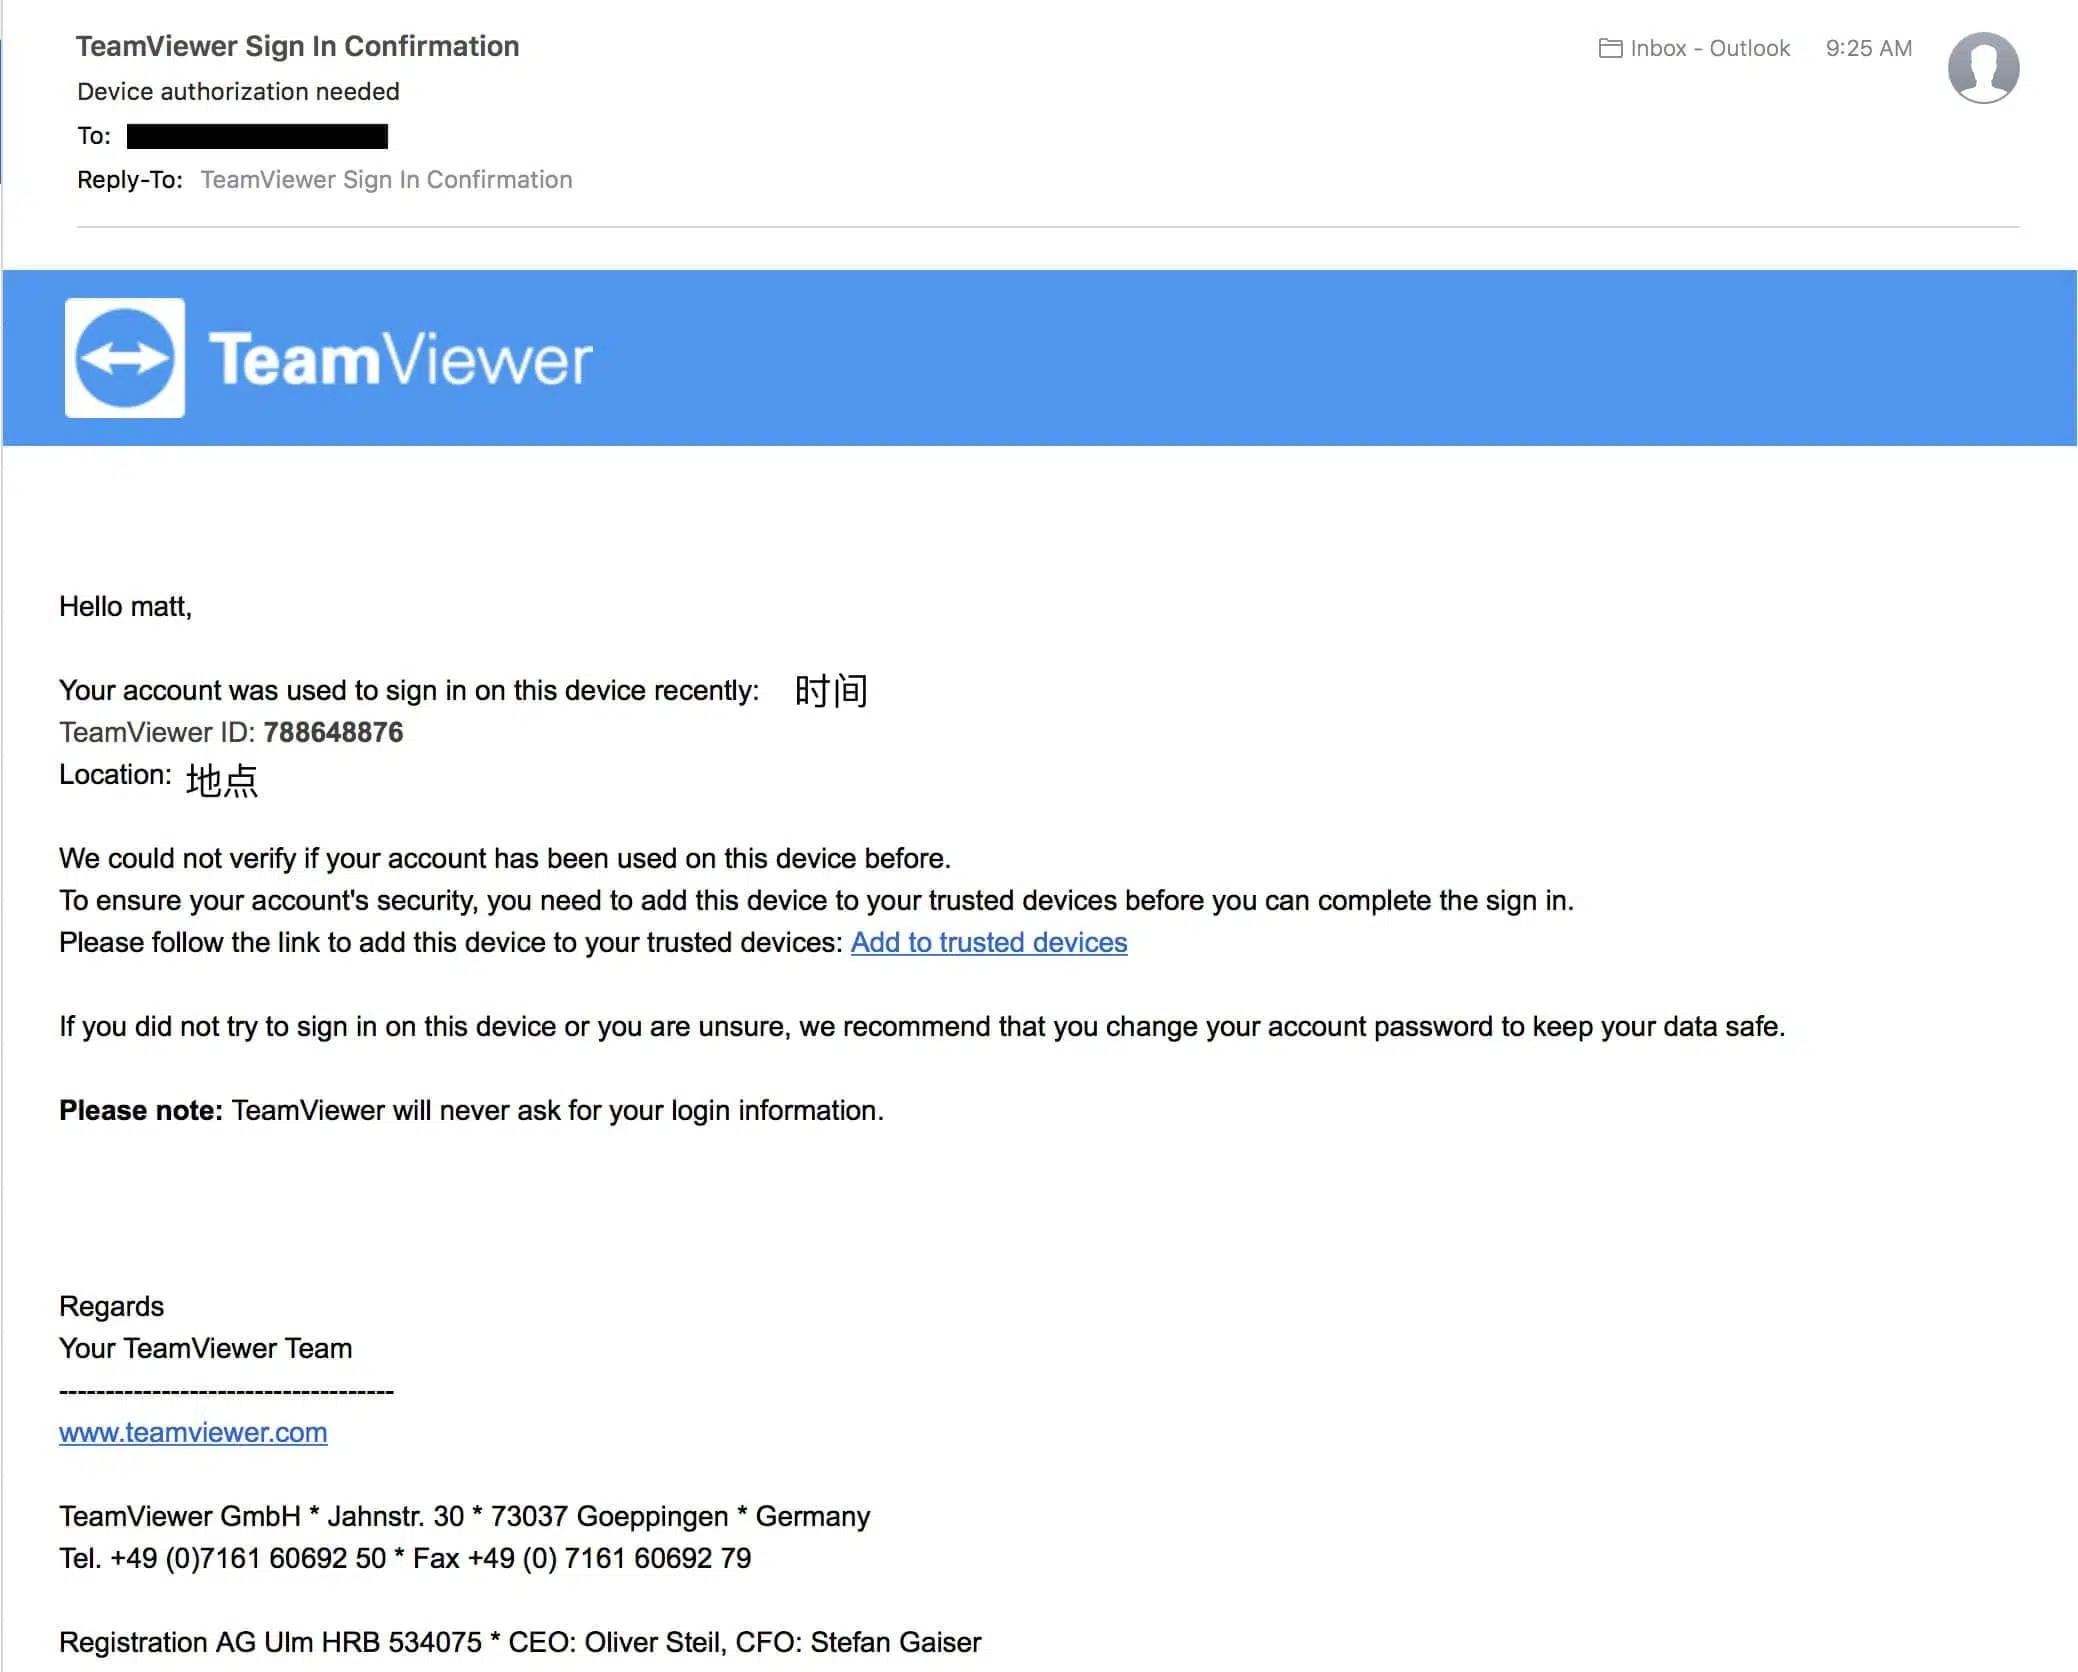 TeamViewer Sign In Confirmation
Inbox - Outlook 9:25 AM
Device authorization needed
To:
Reply-To: TeamViewer Sign In Confirmation
TeamViewer
Hello matt,
Your account was used to sign in on this device recently: 时间
TeamViewer ID: 788648876
Location: 地点
We could not verify if your account has been used on this device before.
To ensure your account's security, you need to add this device to your trusted devices before you can complete the sign in.
Please follow the link to add this device to your trusted devices: Add to trusted devices
If you did not try to sign in on this device or you are unsure, we recommend that you change your account password to keep your data safe.
Please note: TeamViewer will never ask for your login information.
Regards
Your TeamViewer Team
------------------------------------
www.teamviewer.com
TeamViewer GmbH * Jahnstr. 30 * 73037 Goeppingen * Germany
Tel. +49 (0)7161 60692 50 * Fax +49 (0) 7161 60692 79
Registration AG Ulm HRB 534075 * CEO: Oliver Steil, CFO: Stefan Gaiser